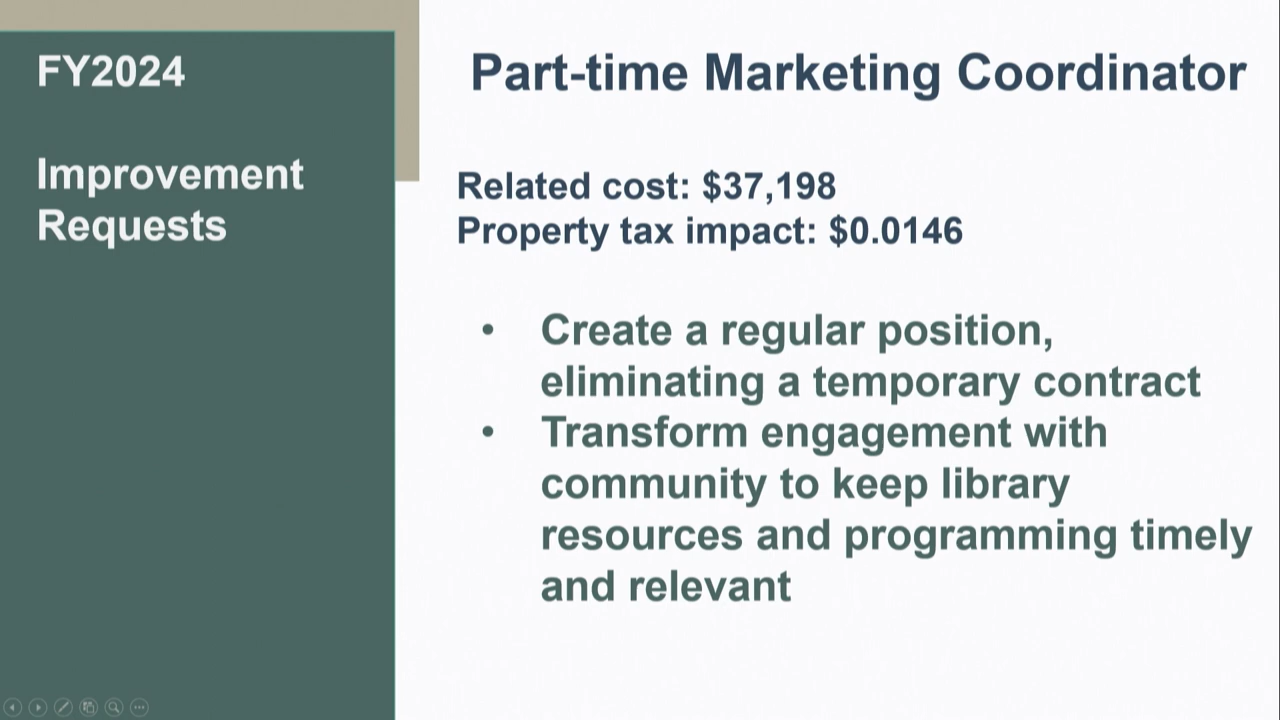 FY2024
Improvement
Requests
Part-time Marketing Coordinator
Related cost: $37,198
Property tax impact: $0.0146
• Create a regular position,
eliminating a temporary contract
• Transform engagement with
community to keep library
resources and programming timely
and relevant